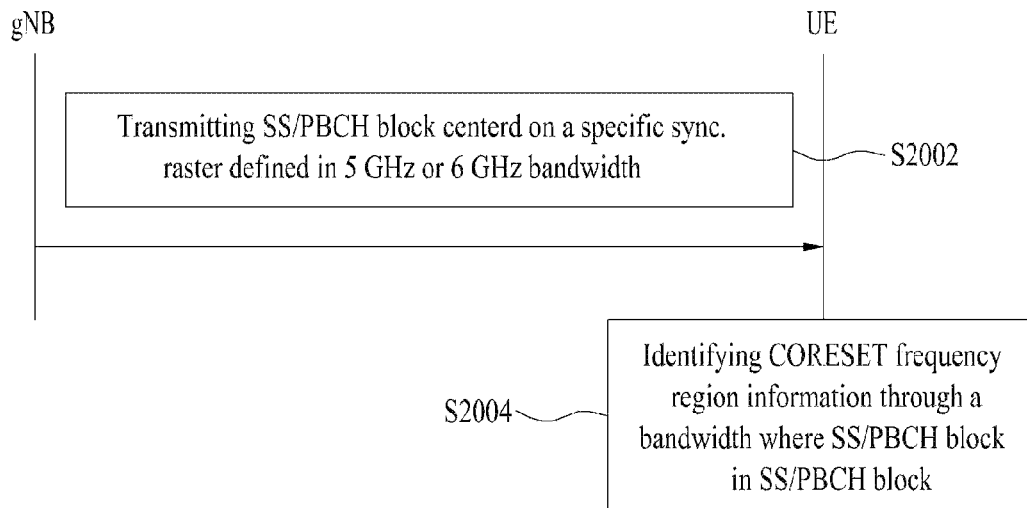 gNB
UE
Transmitting SS/PBCH block centerd on a specific sync.
raster defined in 5 GHz or 6 GHz bandwidth
S2002
Identifying CORESET frequency
region information through a
bandwidth where SS/PBCH block
in SS/PBCH block
S2004